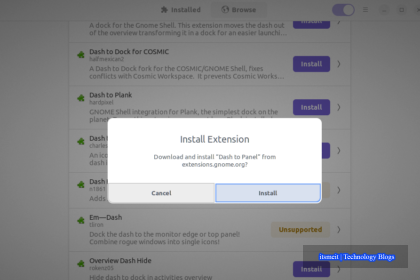 Installed Browse
A dock for the Gnome Shell. This extension moves the dash out
of the overview transforming it in a dock for an easier launchi...
Install
Dash to Dock for COSMIC
halfmexican2
A Dash to Dock fork for the COSMIC/GNOME Shell, fixes
conflicts with Cosmic Workspace. It prevents Cosmic Works...
Install
Dash to Plank
hardpixel
GNOME Shell integration for Plank, the simplest dock on the
Install
Install Extension
Download and install "Dash to Panel" from
extensions.gnome.org?
Cancel Install
Em—Dash
Dock the dash to the monitor edge or top panel!
Combine rogue windows into single icons!
Unsupported
Overview Dash Hide
Hide dash to dock in activities overview
Install
itsmeit | Technology Blogs